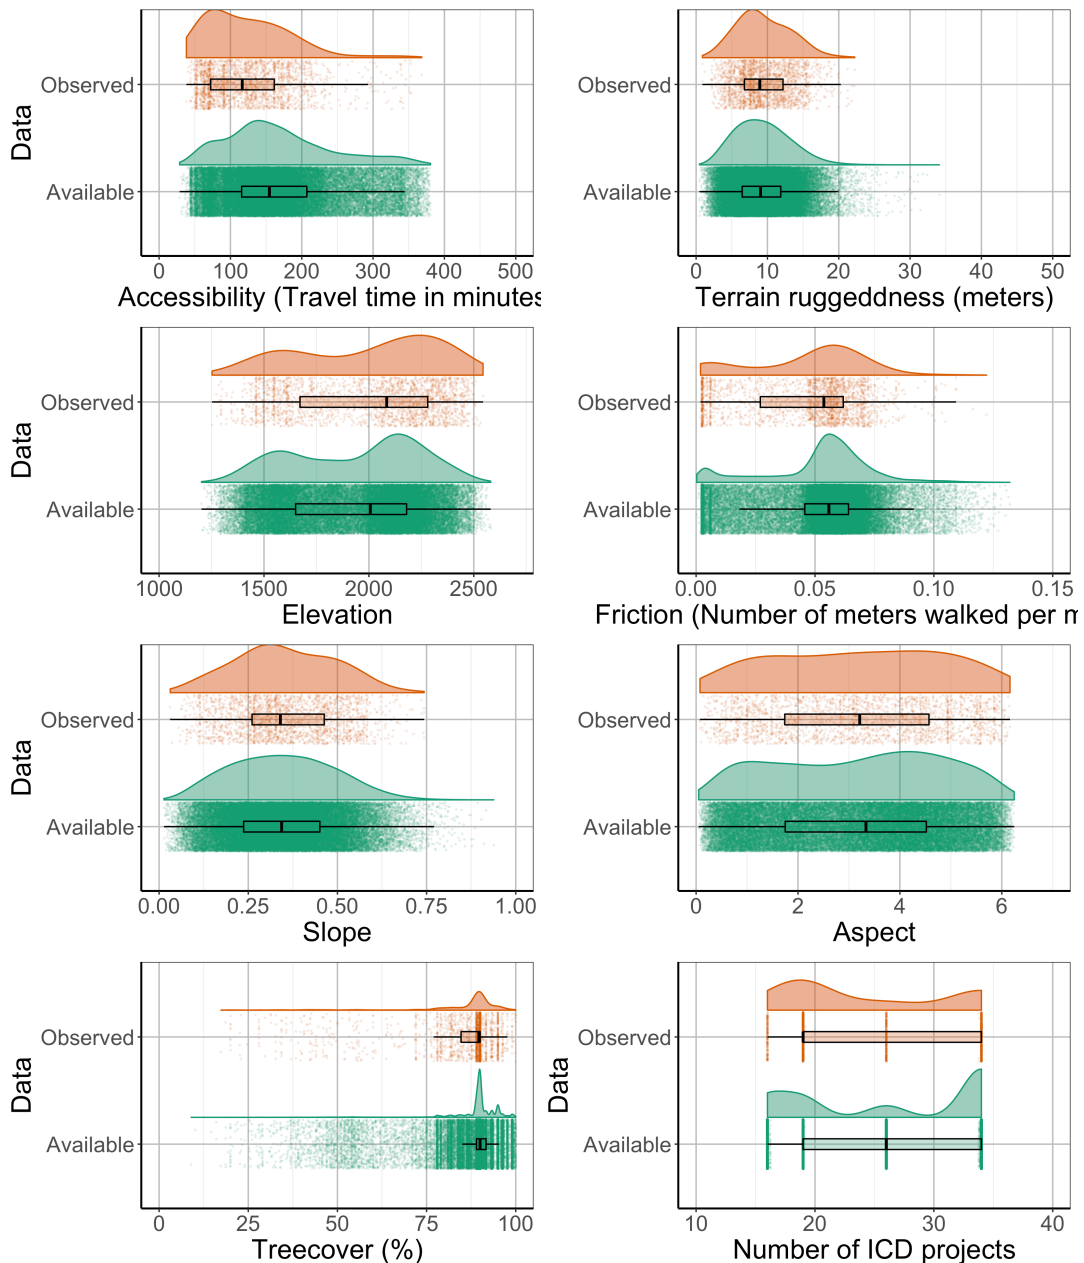 Data
Observed
Available
0 100 200 300 400 500
Accessibility (Travel time in minutes
Observed
Available
0 10 20 30 40 50
Terrain ruggeddness (meters)
Data
Observed
Available
1000 1500 2000 2500
Elevation
Observed
Available
0.00 0.05 0.10 0.15
Friction (Number of meters walked per m
Data
Observed
Available
0.00 0.25 0.50 0.75 1.00
Slope
Observed
Available
0 2 4 6
Aspect
Data
Observed
Available
0 25 50 75 100
Treecover (%)
Data
Observed
Available
10 20 30 40
Number of ICD projects